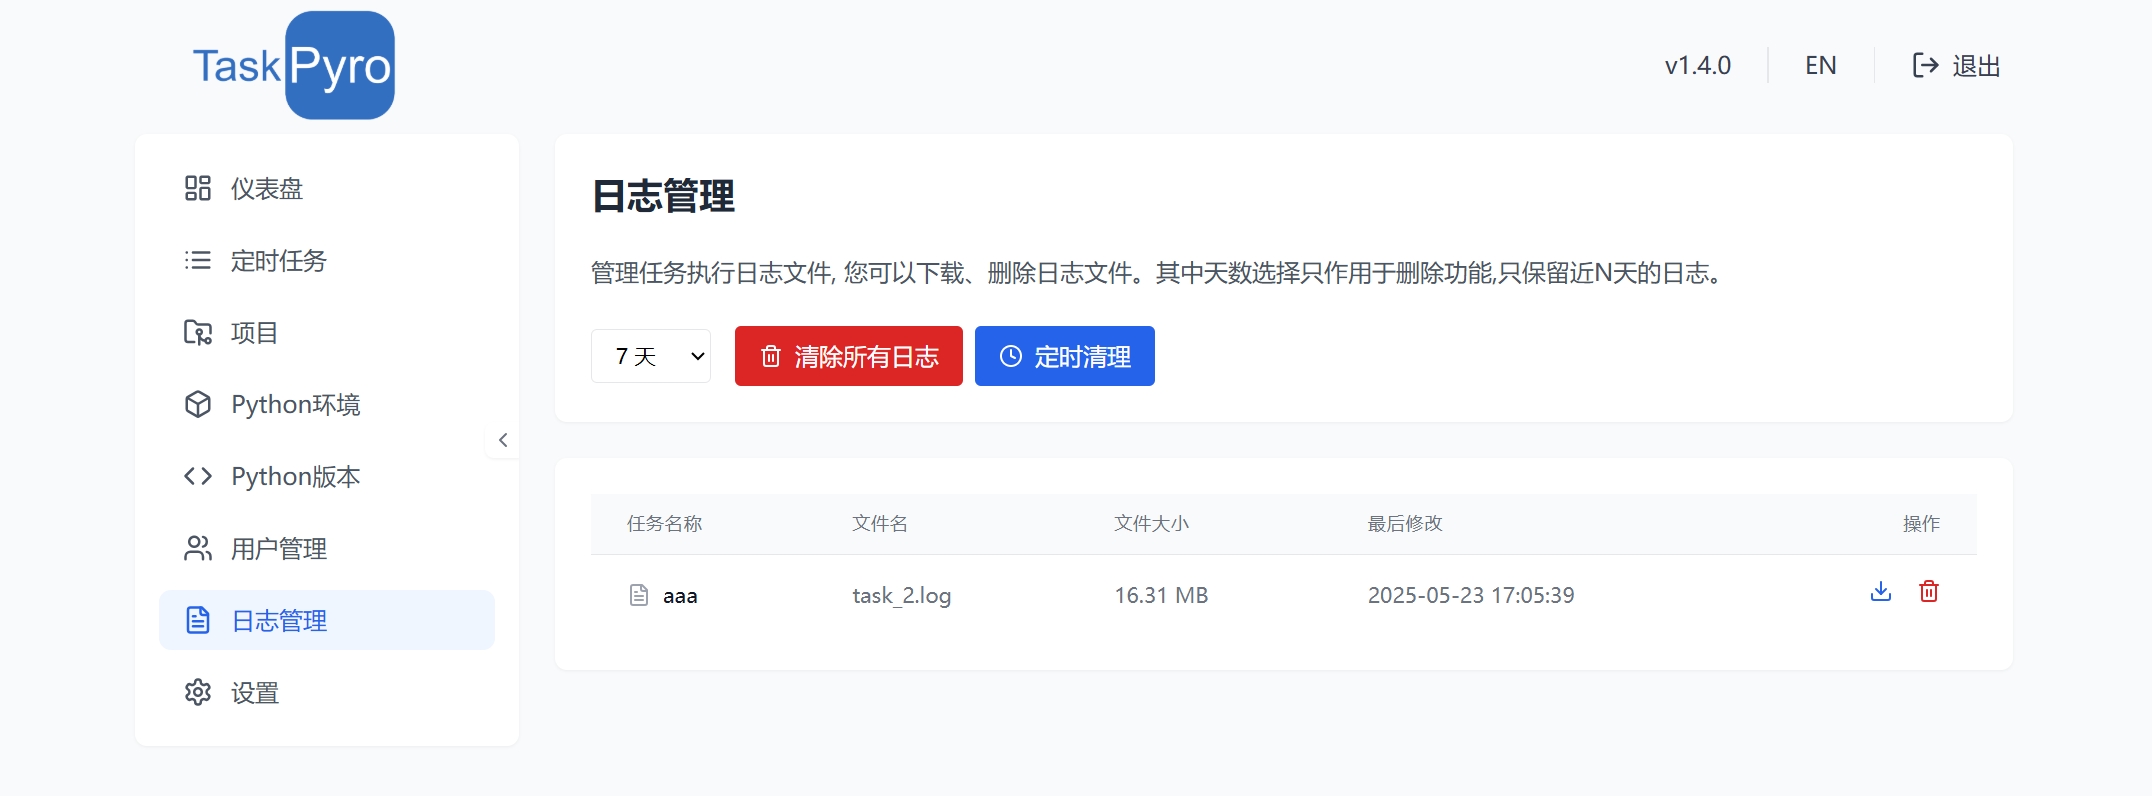 TaskPyro
v1.4.0
EN
退出
仪表盘
定时任务
项目
Python环境
Python版本
用户管理
日志管理
设置
日志管理
管理任务执行日志文件, 您可以下载、删除日志文件。其中天数选择只作用于删除功能,只保留近N天的日志。
7 天
清除所有日志
定时清理
任务名称 文件名 文件大小 最后修改 操作
aaa task_2.log 16.31 MB 2025-05-23 17:05:39